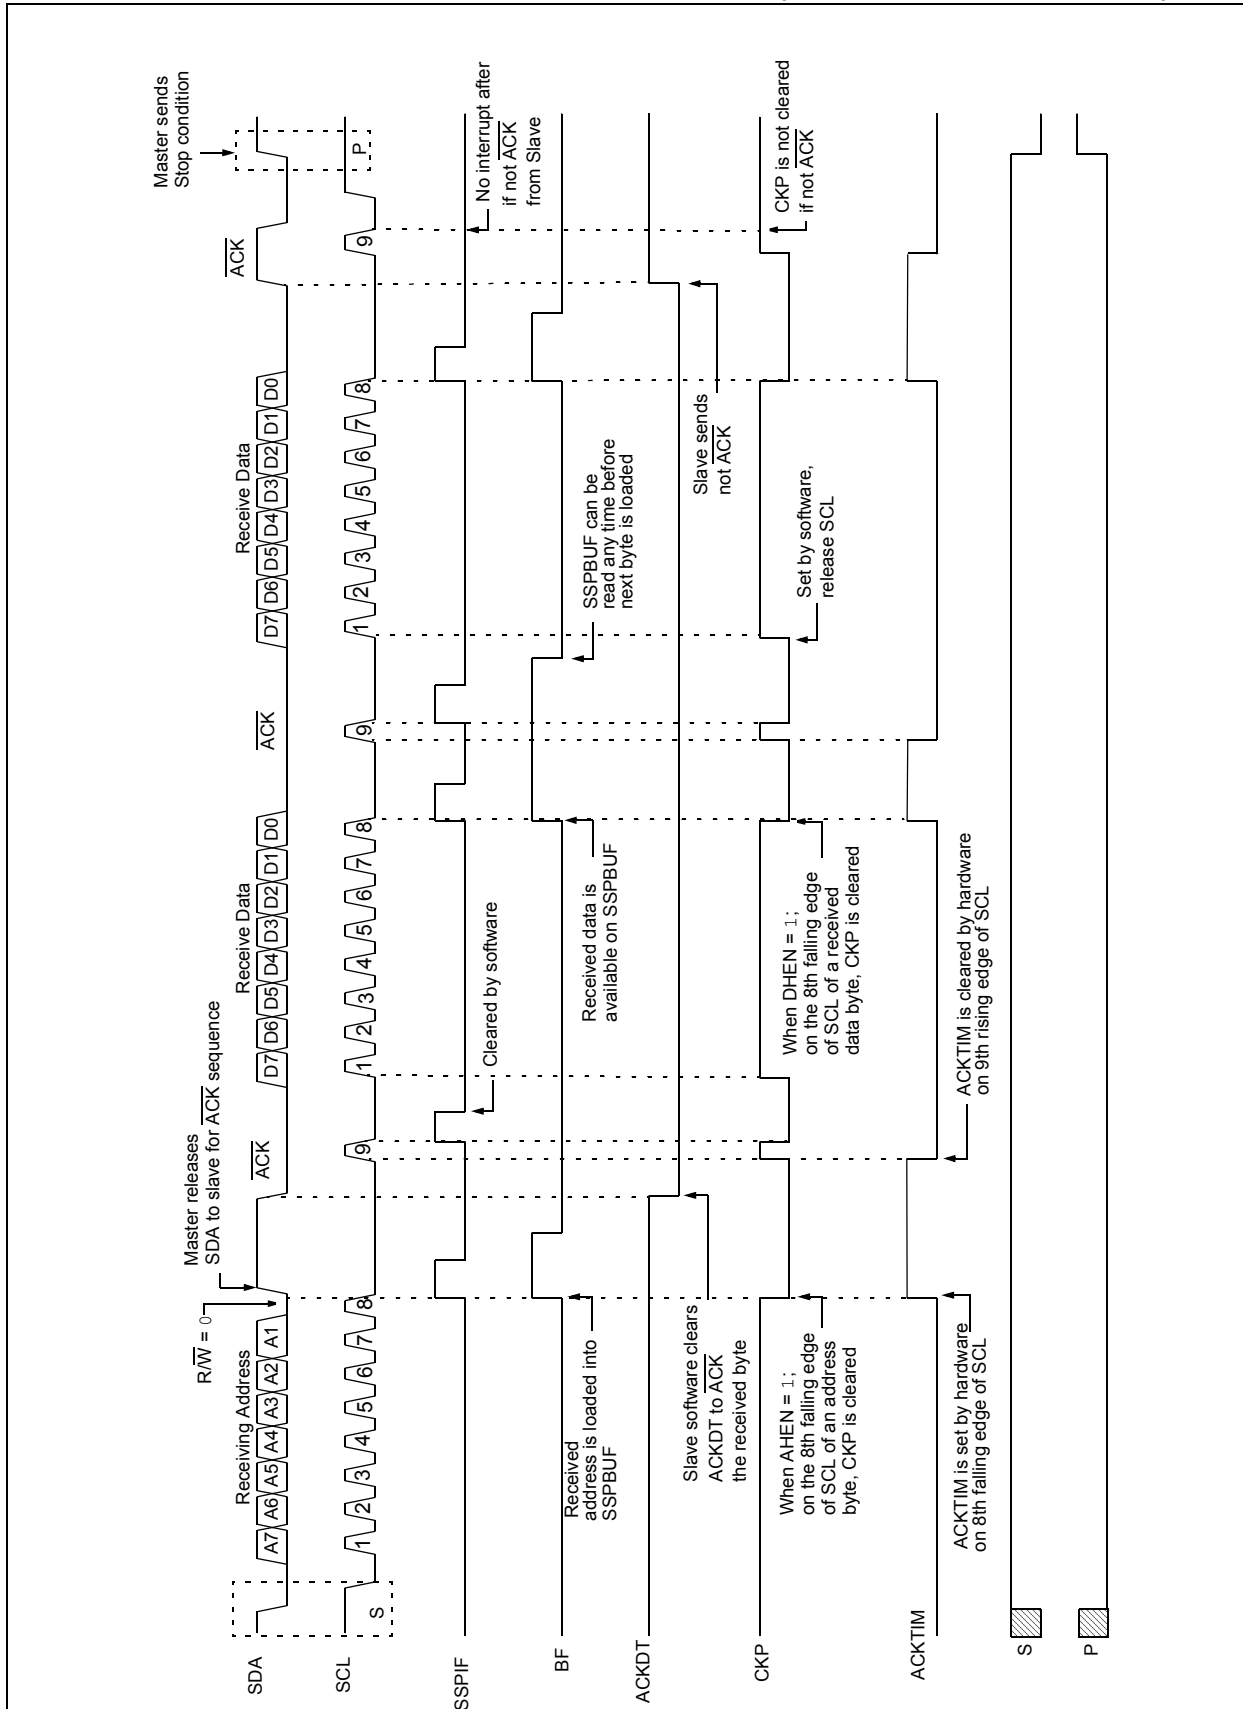 Master sends
Stop condition
SDA
Receiving Address
A7 A6 A5 A4 A3 A2 A1
R/W = 0
Master releases
SDA to slave for ACK sequence
ACK
Receive Data
D7 D6 D5 D4 D3 D2 D1 D0
ACK
Receive Data
D7 D6 D5 D4 D3 D2 D1 D0
ACK
SCL
S
1 2 3 4 5 6 7 8
9
1 2 3 4 5 6 7 8
9
1 2 3 4 5 6 7 8
9
P
SSPIF
Cleared by software
No interrupt after
if not ACK
from Slave
BF
Received
address is loaded into
SSPBUF
Received data is
available on SSPBUF
SSPBUF can be
read any time before
next byte is loaded
ACKDT
Slave software clears
ACKDT to ACK
the received byte
Slave sends
not ACK
CKP
When AHEN = 1;
on the 8th falling edge
of SCL of an address
byte, CKP is cleared
When DHEN = 1;
on the 8th falling edge
of SCL of a received
data byte, CKP is cleared
Set by software,
release SCL
CKP is not cleared
if not ACK
ACKTIM
ACKTIM is set by hardware
on 8th falling edge of SCL
ACKTIM is cleared by hardware
on 9th rising edge of SCL
S
P